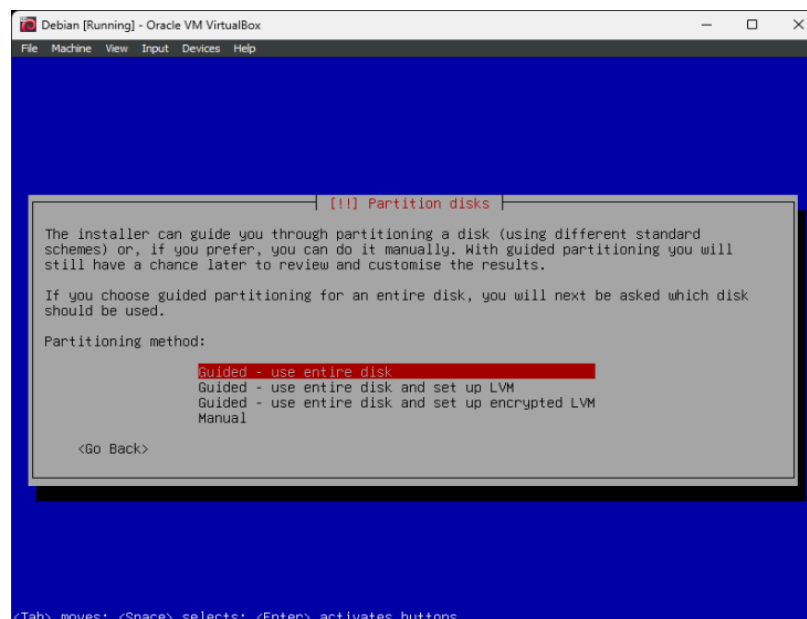 Debian [Running] - Oracle VM VirtualBox
File Machine View Input Devices Help
[!!] Partition disks
The installer can guide you through partitioning a disk (using different standard
schemes) or, if you prefer, you can do it manually. With guided partitioning you will
still have a chance later to review and customise the results.
If you choose guided partitioning for an entire disk, you will next be asked which disk
should be used.
Partitioning method:
Guided - use entire disk
Guided - use entire disk and set up LVM
Guided - use entire disk and set up encrypted LVM
Manual
<Go Back>
<Tab> moves; <Space> selects; <Enter> activates buttons